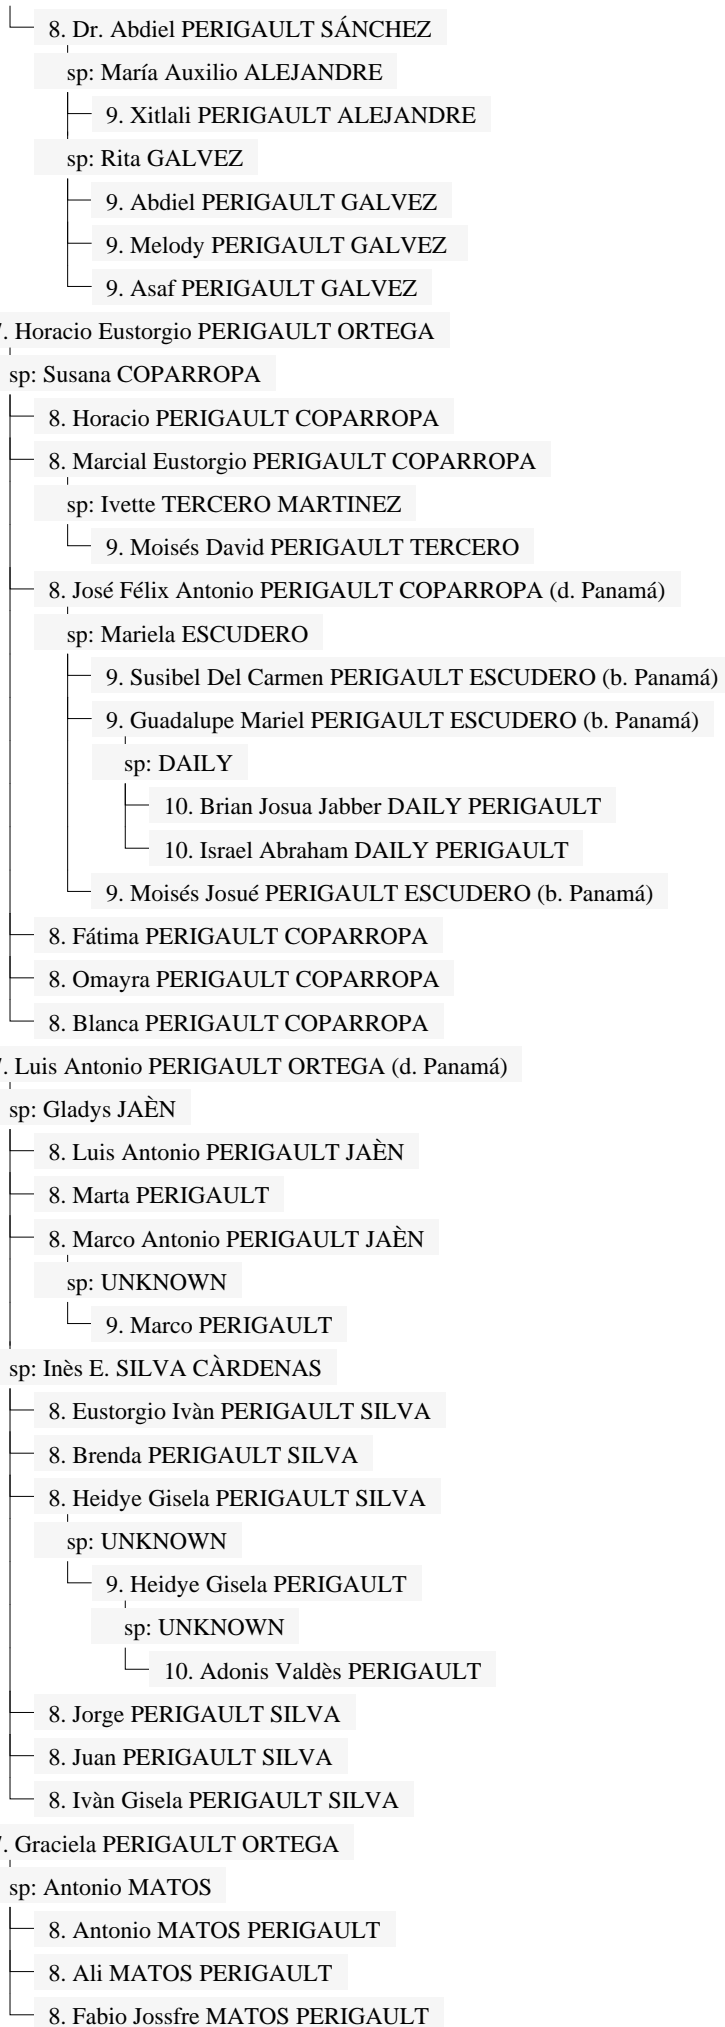 8. Dr. Abdiel PERIGAULT SÁNCHEZ
sp: María Auxilio ALEJANDRE
9. Xitlali PERIGAULT ALEJANDRE
sp: Rita GALVEZ
9. Abdiel PERIGAULT GALVEZ
9. Melody PERIGAULT GALVEZ
9. Asaf PERIGAULT GALVEZ
7. Horacio Eustorgio PERIGAULT ORTEGA
sp: Susana COPARROPA
8. Horacio PERIGAULT COPARROPA
8. Marcial Eustorgio PERIGAULT COPARROPA
sp: Ivette TERCERO MARTINEZ
9. Moisés David PERIGAULT TERCERO
8. José Félix Antonio PERIGAULT COPARROPA (d. Panamá)
sp: Mariela ESCUDERO
9. Susibel Del Carmen PERIGAULT ESCUDERO (b. Panamá)
9. Guadalupe Mariel PERIGAULT ESCUDERO (b. Panamá)
sp: DAILY
10. Brian Josua Jabber DAILY PERIGAULT
10. Israel Abraham DAILY PERIGAULT
9. Moisés Josué PERIGAULT ESCUDERO (b. Panamá)
8. Fátima PERIGAULT COPARROPA
8. Omayra PERIGAULT COPARROPA
8. Blanca PERIGAULT COPARROPA
7. Luis Antonio PERIGAULT ORTEGA (d. Panamá)
sp: Gladys JAÈN
8. Luis Antonio PERIGAULT JAÈN
8. Marta PERIGAULT
8. Marco Antonio PERIGAULT JAÈN
sp: UNKNOWN
9. Marco PERIGAULT
sp: Inès E. SILVA CÀRDENAS
8. Eustorgio Ivàn PERIGAULT SILVA
8. Brenda PERIGAULT SILVA
8. Heidye Gisela PERIGAULT SILVA
sp: UNKNOWN
9. Heidye Gisela PERIGAULT
sp: UNKNOWN
10. Adonis Valdès PERIGAULT
8. Jorge PERIGAULT SILVA
8. Juan PERIGAULT SILVA
8. Ivàn Gisela PERIGAULT SILVA
7. Graciela PERIGAULT ORTEGA
sp: Antonio MATOS
8. Antonio MATOS PERIGAULT
8. Ali MATOS PERIGAULT
8. Fabio Jossfre MATOS PERIGAULT